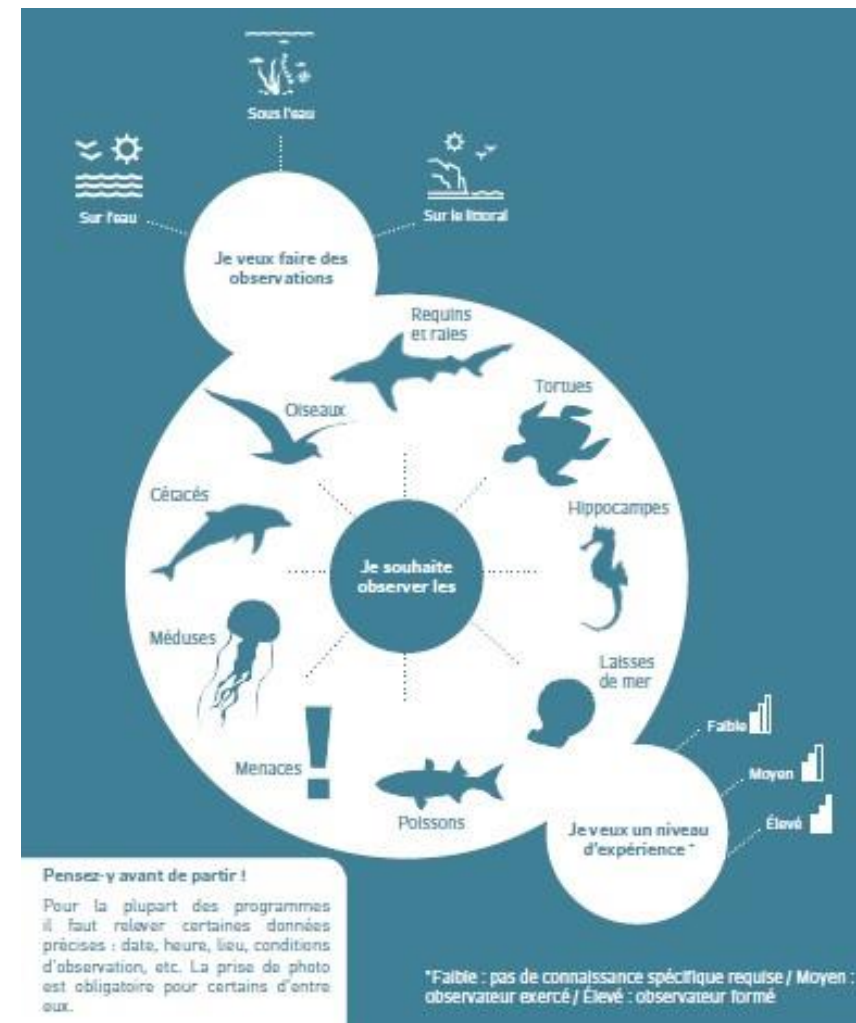 Sous l'eau
Sur l'eau
Sur le littoral
Je veux faire des
observations
Requins
et raies
Oiseaux
Tortues
Cétacés
Hippocampes
Je souhaite
observer les
Méduses
Laisses
de mer
Menaces
Poissons
Faible
Moyen
Élevé
Je veux un niveau
d'expérience *
Pensez-y avant de partir !
Pour la plupart des programmes
il faut relever certaines données
précises : date, heure, lieu, conditions
d'observation, etc. La prise de photo
est obligatoire pour certains d'entre
eux.
*Faible : pas de connaissance spécifique requise / Moyen :
observateur exercé / Élevé : observateur formé